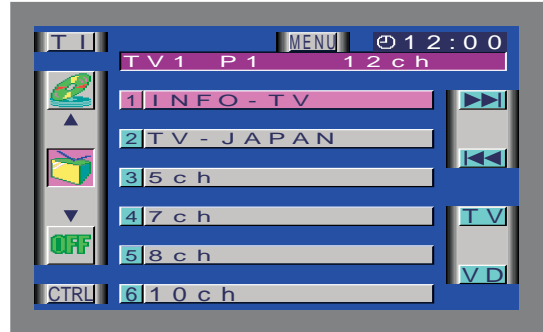 TI MENU 12:00
TV1 P1 12ch
1 INFO-TV
2 TV-JAPAN
3 5ch
4 7ch TV
OFF 5 8ch
VD
CTRL 6 10ch